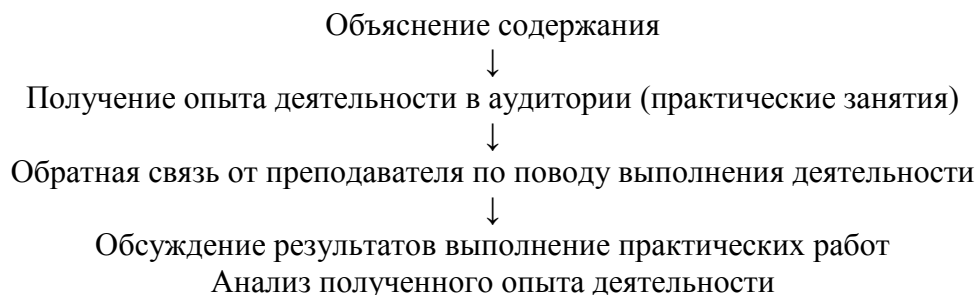 Объяснение содержания
↓
Получение опыта деятельности в аудитории (практические занятия)
↓
Обратная связь от преподавателя по поводу выполнения деятельности
↓
Обсуждение результатов выполнение практических работ
Анализ полученного опыта деятельности